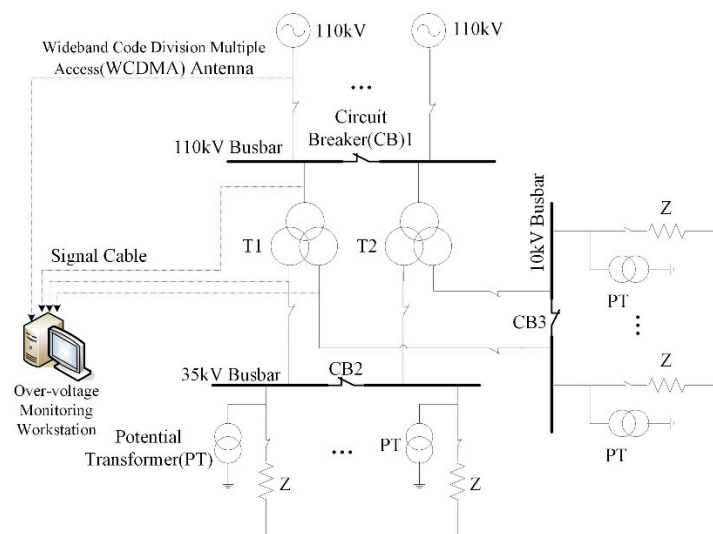 110kV
110kV
Wideband Code Division Multiple
Access(WCDMA) Antenna
...
Circuit
Breaker(CB)1
110kV Busbar
10kV Busbar
Z
T1
T2
Signal Cable
PT
CB3
...
35kV Busbar
CB2
Z
Over-voltage
Monitoring
Workstation
Potential
Transformer(PT)
...
PT
PT
Z
Z